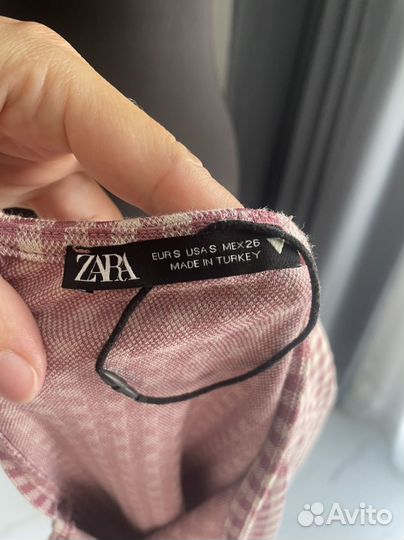 ZARA
EUR S USA S MEX 26
MADE IN TURKEY
Avito